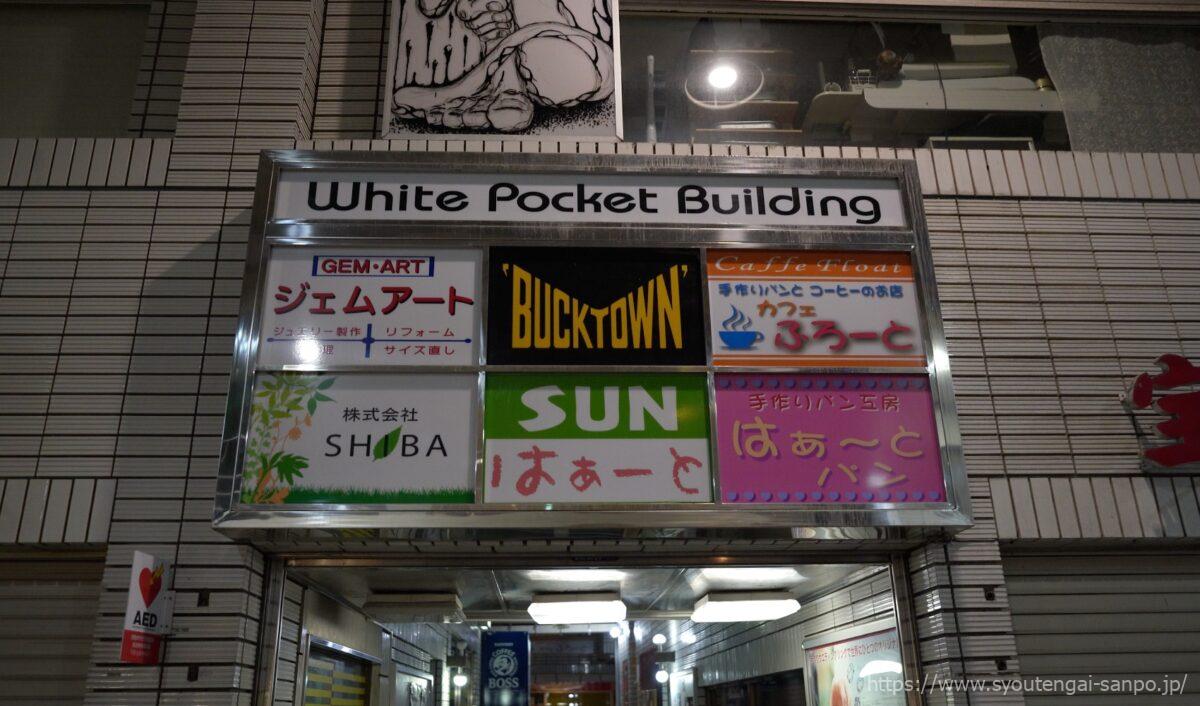 White Pocket Building
GEM・ART
ジェムアート
ジュエリー製作
リフォーム
サイズ直し
'BUCKTOWN'
Caffe Float
手作りパンと コーヒーのお店
カフェ
ふろーと
株式会社
SHIBA
SUN
はぁーと
手作りパン工房
はぁ〜と
パン
AED
COFFEE
BOSS
https://www.syoutengai-sanpo.jp/